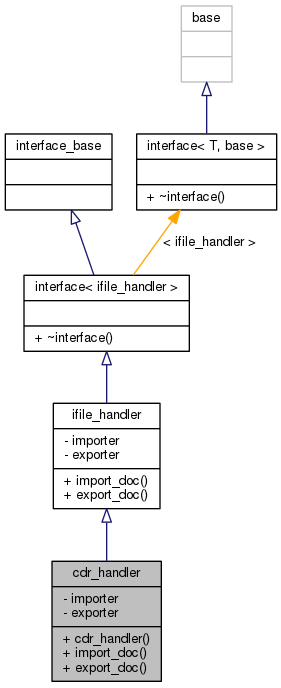 base
interface_base
interface< T, base >
+ ~interface()
< ifile_handler >
interface< ifile_handler >
+ ~interface()
ifile_handler
- importer
- exporter
+ import_doc()
+ export_doc()
cdr_handler
- importer
- exporter
+ cdr_handler()
+ import_doc()
+ export_doc()